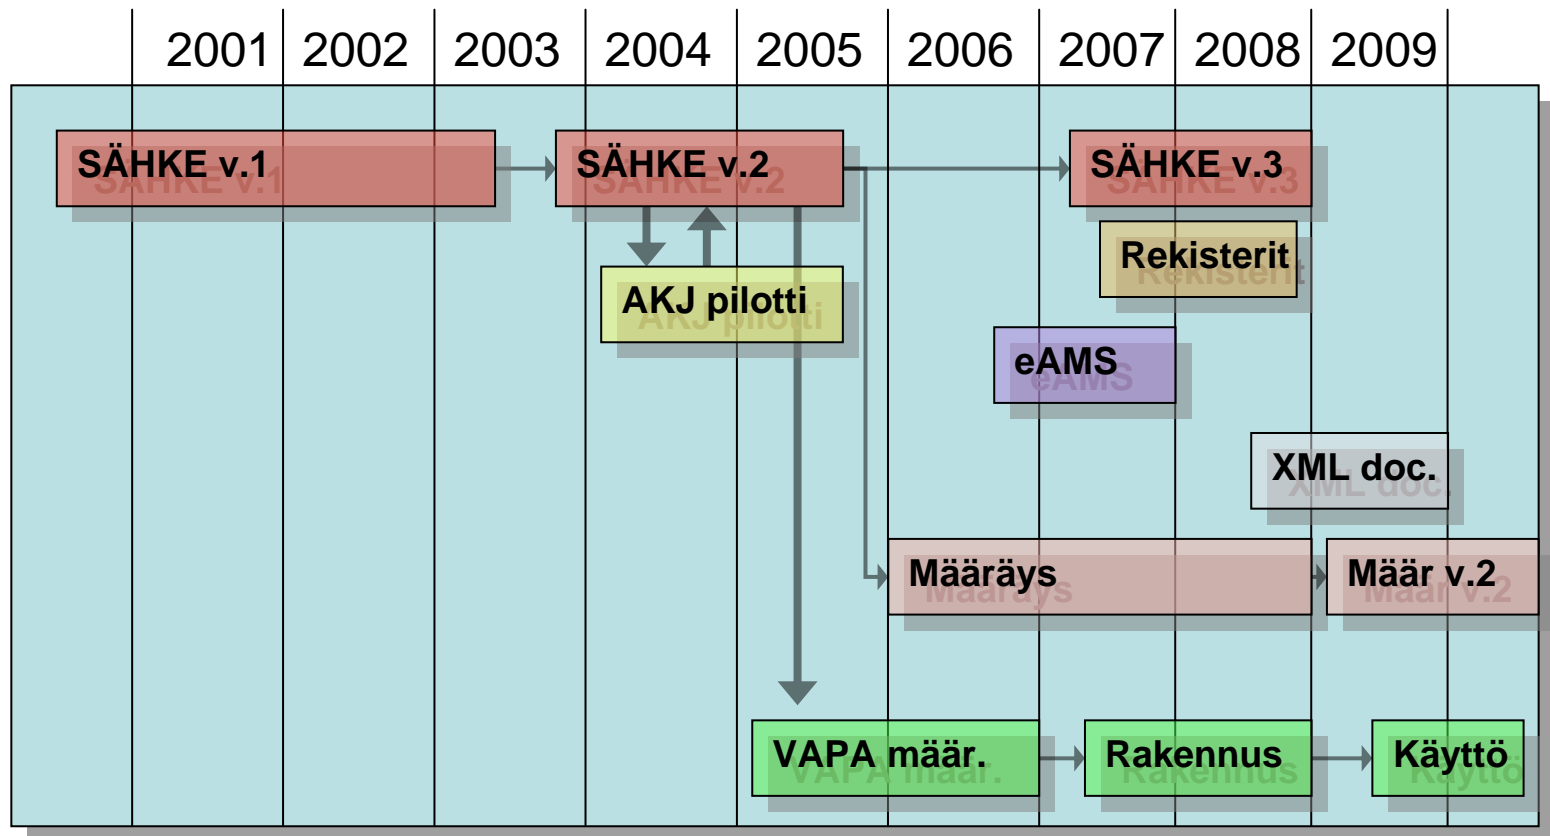 2001 2002 2003 2004 2005 2006 2007 2008 2009
SÄHKE v.1 SÄHKE v.2 SÄHKE v.3
Rekisterit
AKJ pilotti
eAMS
XML doc.
Määräys Määr v.2
VAPA määr. Rakennus Käyttö